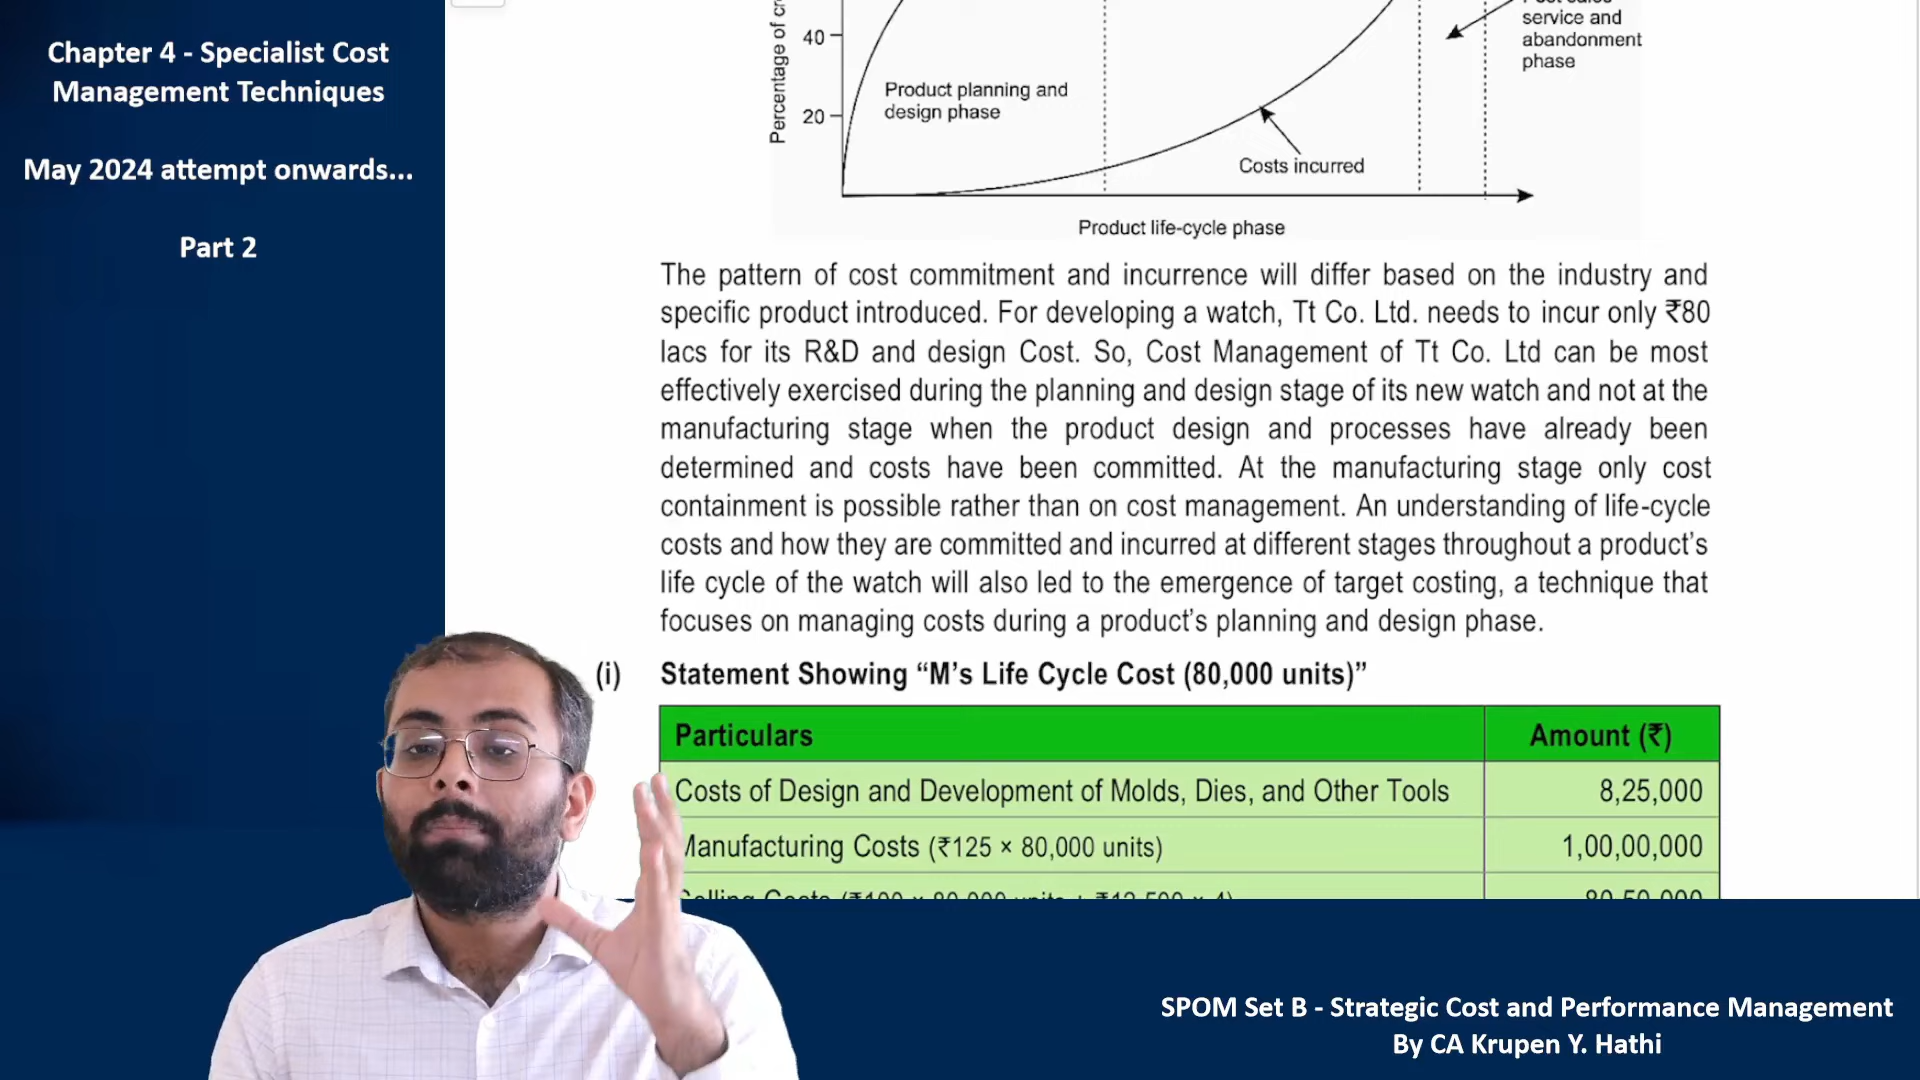 Chapter 4 - Specialist Cost
Management Techniques
May 2024 attempt onwards...
Part 2
Percentage of
40
20
Product planning and
design phase
Costs incurred
service and
abandonment
phase
Product life-cycle phase
The pattern of cost commitment and incurrence will differ based on the industry and
specific product introduced. For developing a watch, Tt Co. Ltd. needs to incur only ₹80
lacs for its R&D and design Cost. So, Cost Management of Tt Co. Ltd can be most
effectively exercised during the planning and design stage of its new watch and not at the
manufacturing stage when the product design and processes have already been
determined and costs have been committed. At the manufacturing stage only cost
containment is possible rather than on cost management. An understanding of life-cycle
costs and how they are committed and incurred at different stages throughout a product's
life cycle of the watch will also led to the emergence of target costing, a technique that
focuses on managing costs during a product's planning and design phase.
(i) Statement Showing “M's Life Cycle Cost (80,000 units)”
Particulars Amount (₹)
Costs of Design and Development of Molds, Dies, and Other Tools 8,25,000
Manufacturing Costs (₹125 × 80,000 units) 1,00,00,000
SPOM Set B - Strategic Cost and Performance Management
By CA Krupen Y. Hathi